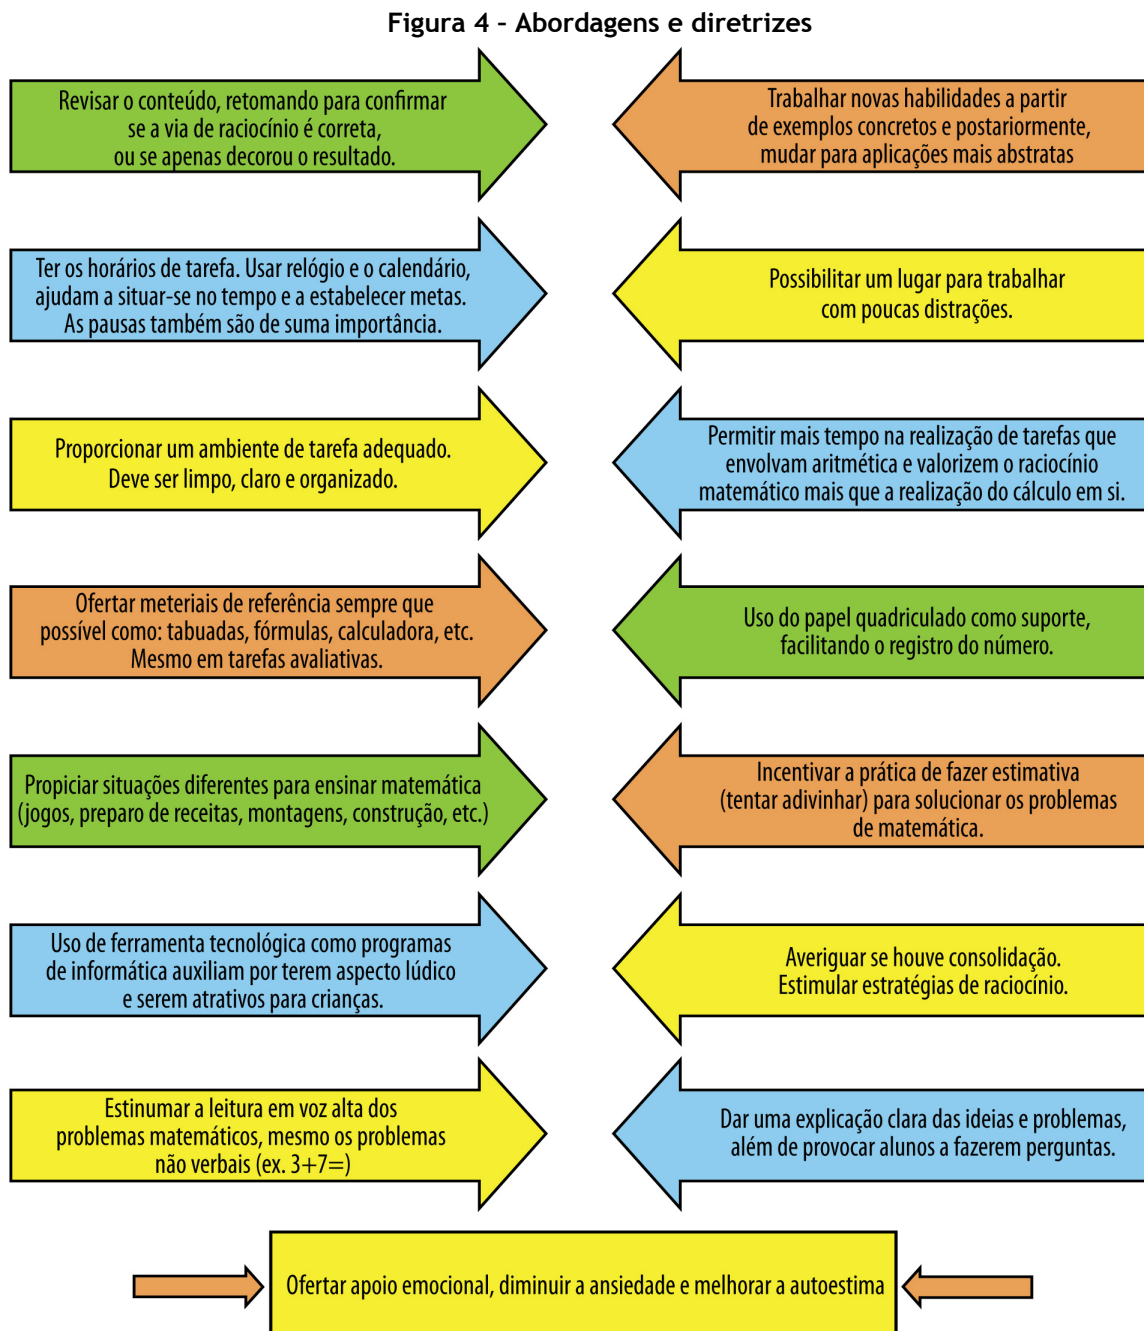 Figura 4 - Abordagens e diretrizes
Revisar o conteúdo, retomando para confirmar
se a via de raciocínio é correta,
ou se apenas decorou o resultado.
Trabalhar novas habilidades a partir
de exemplos concretos e postariormente,
mudar para aplicações mais abstratas
Ter os horários de tarefa. Usar relógio e o calendário,
ajudam a situar-se no tempo e a estabelecer metas.
As pausas também são de suma importância.
Possibilitar um lugar para trabalhar
com poucas distrações.
Proporcionar um ambiente de tarefa adequado.
Deve ser limpo, claro e organizado.
Permitir mais tempo na realização de tarefas que
envolvam aritmética e valorizem o raciocínio
matemático mais que a realização do cálculo em si.
Ofertar meteriais de referência sempre que
possível como: tabuadas, fórmulas, calculadora, etc.
Mesmo em tarefas avaliativas.
Uso do papel quadriculado como suporte,
facilitando o registro do número.
Propiciar situações diferentes para ensinar matemática
(jogos, preparo de receitas, montagens, construção, etc.)
Incentivar a prática de fazer estimativa
(tentar adivinhar) para solucionar os problemas
de matemática.
Uso de ferramenta tecnológica como programas
de informática auxiliam por terem aspecto lúdico
e serem atrativos para crianças.
Averiguar se houve consolidação.
Estimular estratégias de raciocínio.
Estinumar a leitura em voz alta dos
problemas matemáticos, mesmo os problemas
não verbais (ex. 3+7=)
Dar uma explicação clara das ideias e problemas,
além de provocar alunos a fazerem perguntas.
Ofertar apoio emocional, diminuir a ansiedade e melhorar a autoestima